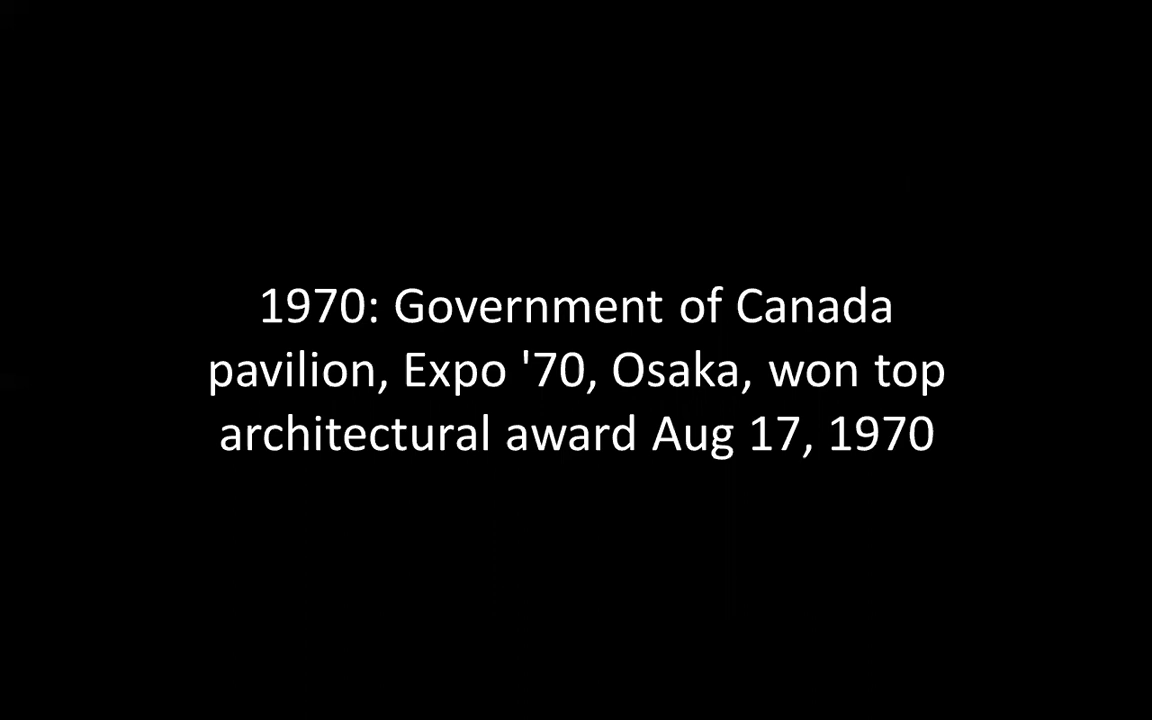 1970: Government of Canada
pavilion, Expo '70, Osaka, won top
architectural award Aug 17, 1970